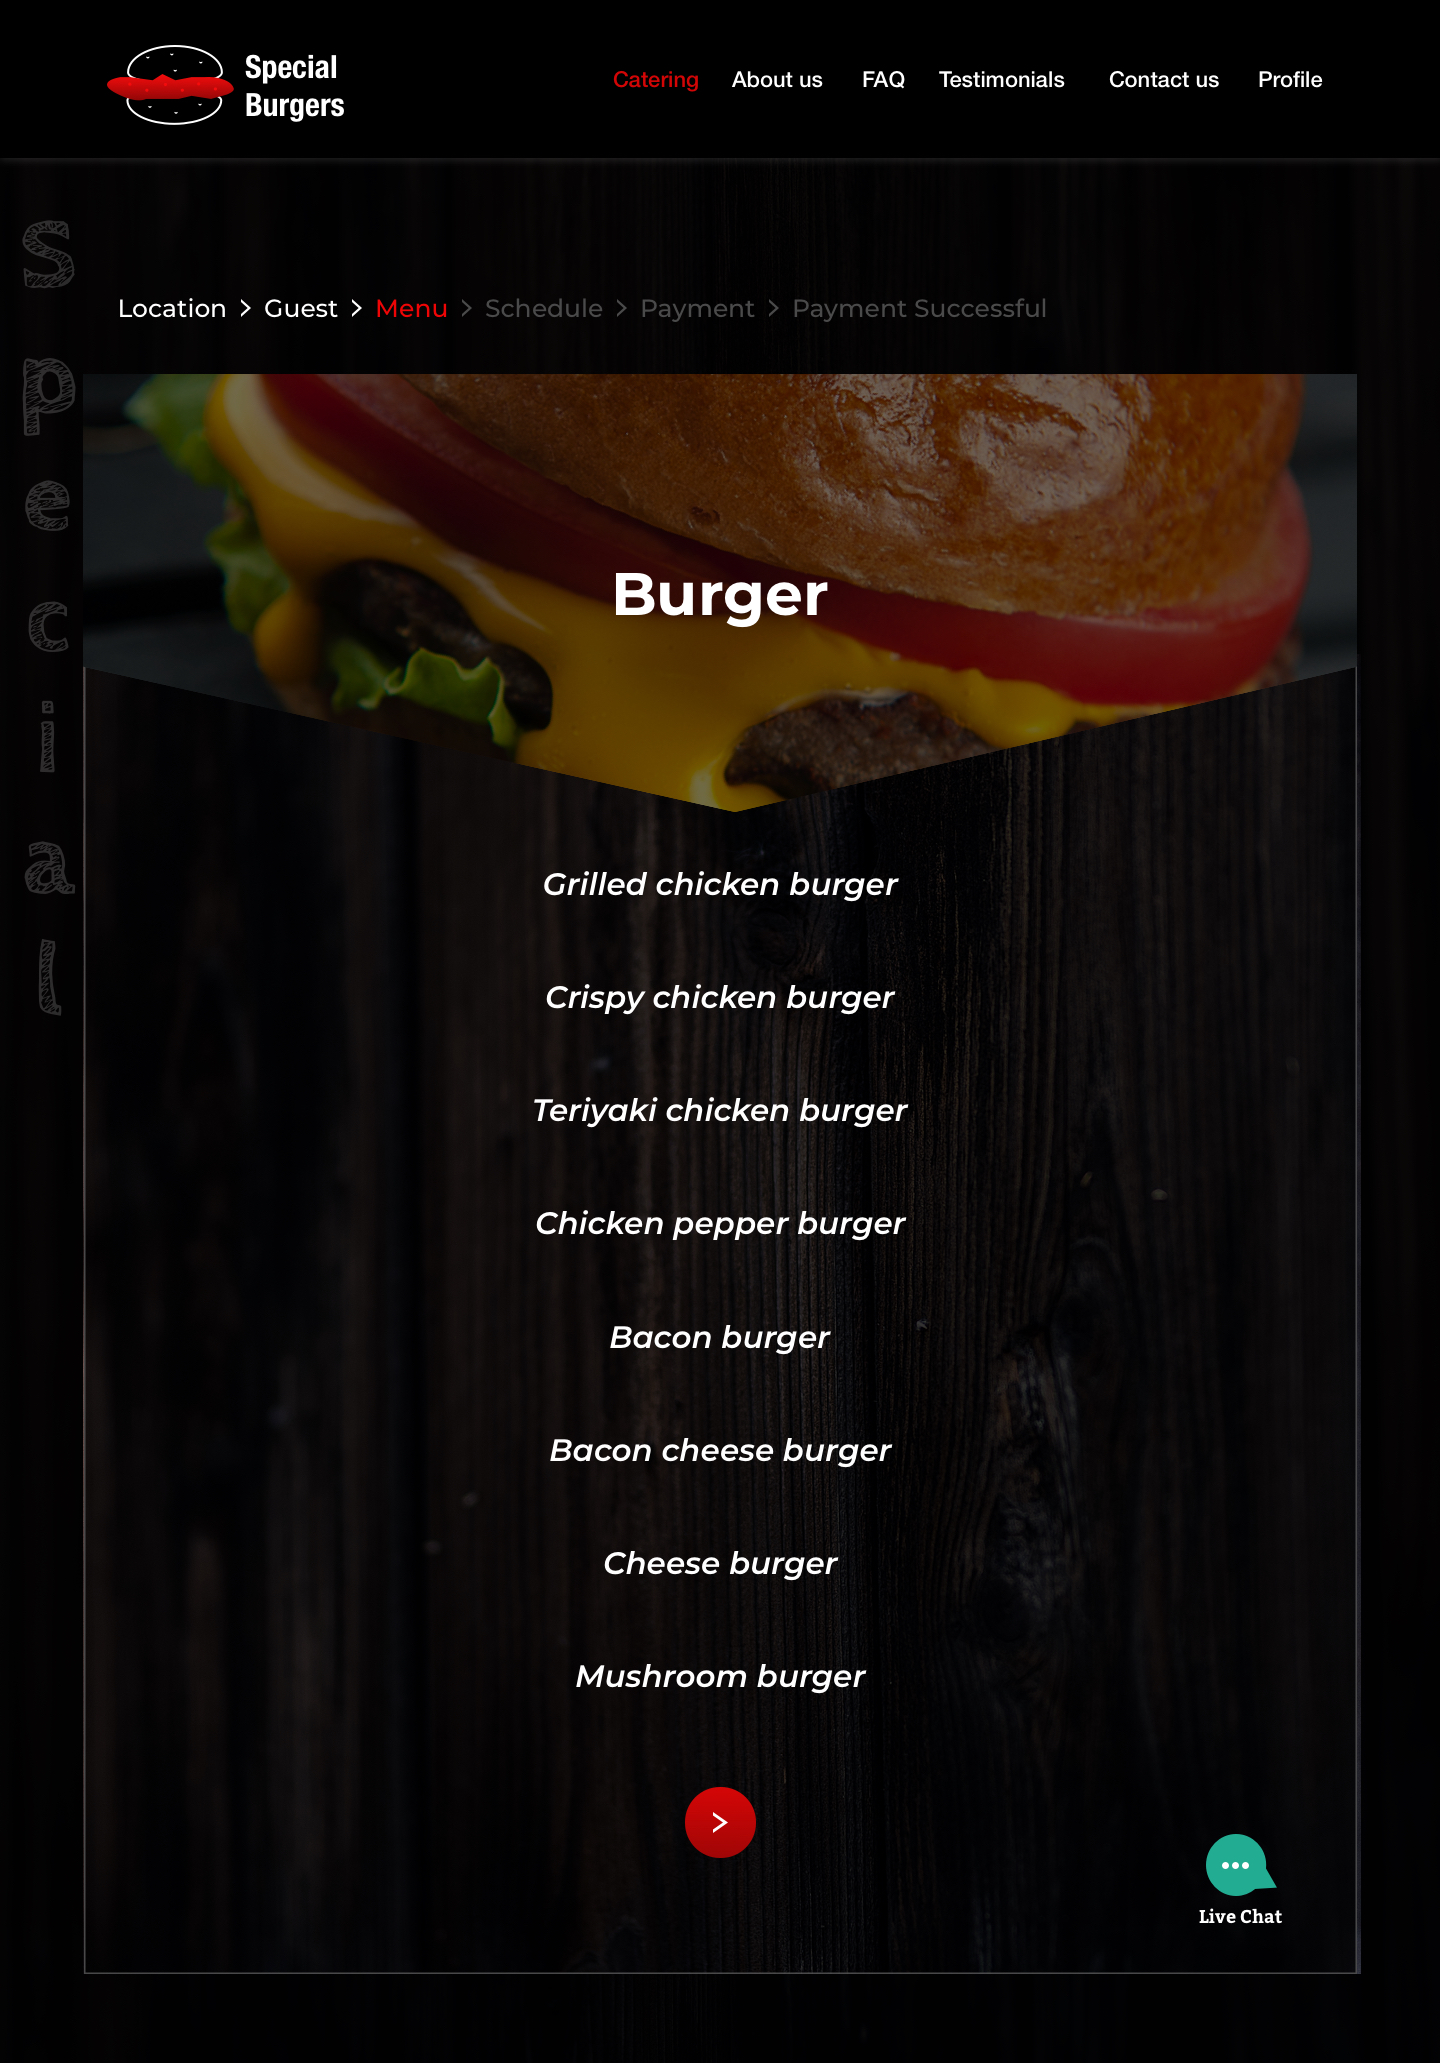 Special
Burgers
Catering About us FAQ Testimonials Contact us Profile
Special
Location > Guest > Menu > Schedule > Payment > Payment Successful
Burger
Grilled chicken burger
Crispy chicken burger
Teriyaki chicken burger
Chicken pepper burger
Bacon burger
Bacon cheese burger
Cheese burger
Mushroom burger
>
Live Chat